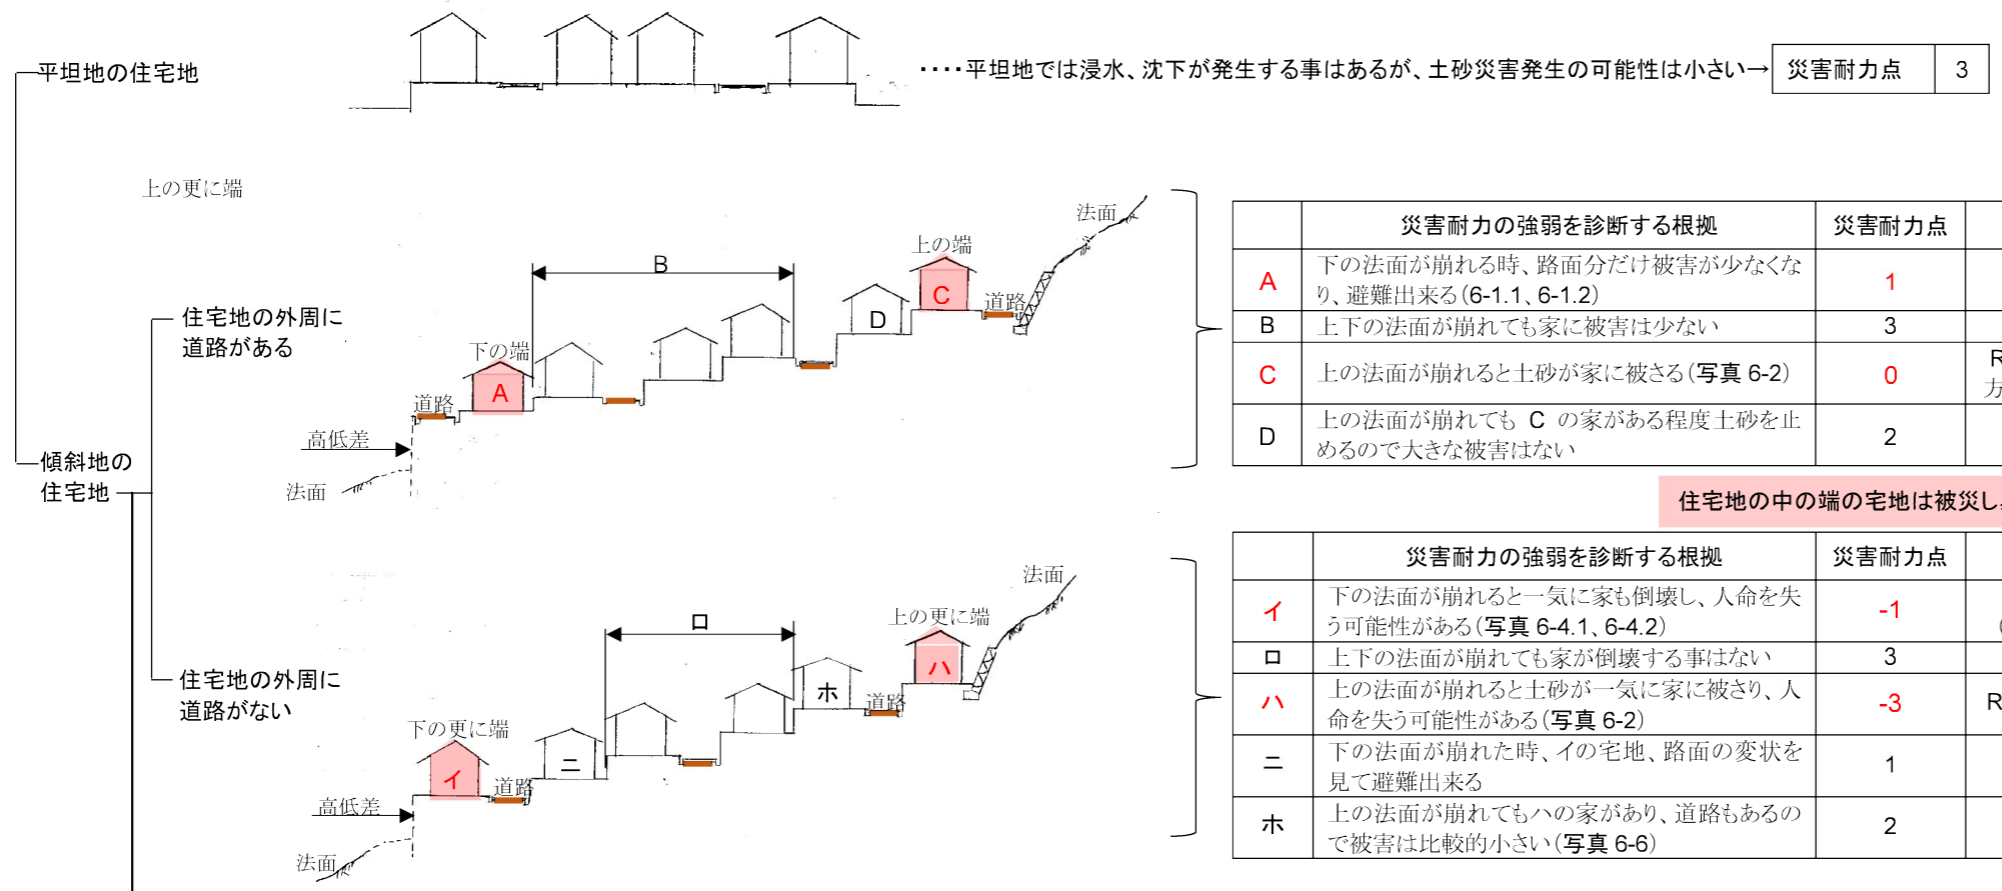 平坦地の住宅地
・・・・平坦地では浸水、沈下が発生する事はあるが、土砂災害発生の可能性は小さい→
災害耐力点 3
上の更に端
住宅地の外周に
道路がある
傾斜地の
住宅地
法面
上の端
B
C
道路
D
下の端
A
道路
高低差
法面
災害耐力の強弱を診断する根拠 災害耐力点
A 下の法面が崩れる時、路面分だけ被害が少なくな
り、避難出来る(6-1.1、6-1.2) 1
B 上下の法面が崩れても家に被害は少ない 3
C 上の法面が崩れると土砂が家に被さる(写真 6-2) 0
R
方
D 上の法面が崩れても C の家がある程度土砂を止
めるので大きな被害はない 2
住宅地の中の端の宅地は被災し
住宅地の外周に
道路がない
法面
上の更に端
ロ
ハ
ホ
道路
下の更に端
イ
ニ
道路
高低差
法面
災害耐力の強弱を診断する根拠 災害耐力点
イ 下の法面が崩れると一気に家も倒壊し、人命を失
う可能性がある(写真 6-4.1、6-4.2) -1
(
ロ 上下の法面が崩れても家が倒壊する事はない 3
ハ 上の法面が崩れると土砂が一気に家に被さり、人
命を失う可能性がある(写真 6-2) -3 R
ニ 下の法面が崩れた時、イの宅地、路面の変状を
見て避難出来る 1
ホ 上の法面が崩れてもハの家があり、道路もあるの
で被害は比較的小さい(写真 6-6) 2